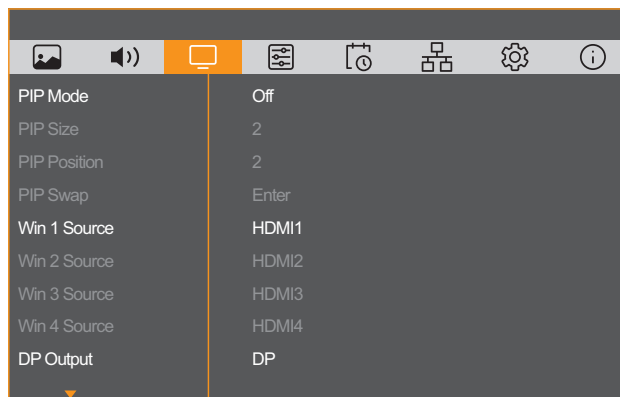 PIP Mode Off
PIP Size 2
PIP Position 2
PIP Swap Enter
Win 1 Source HDMI1
Win 2 Source HDMI2
Win 3 Source HDMI3
Win 4 Source HDMI4
DP Output DP